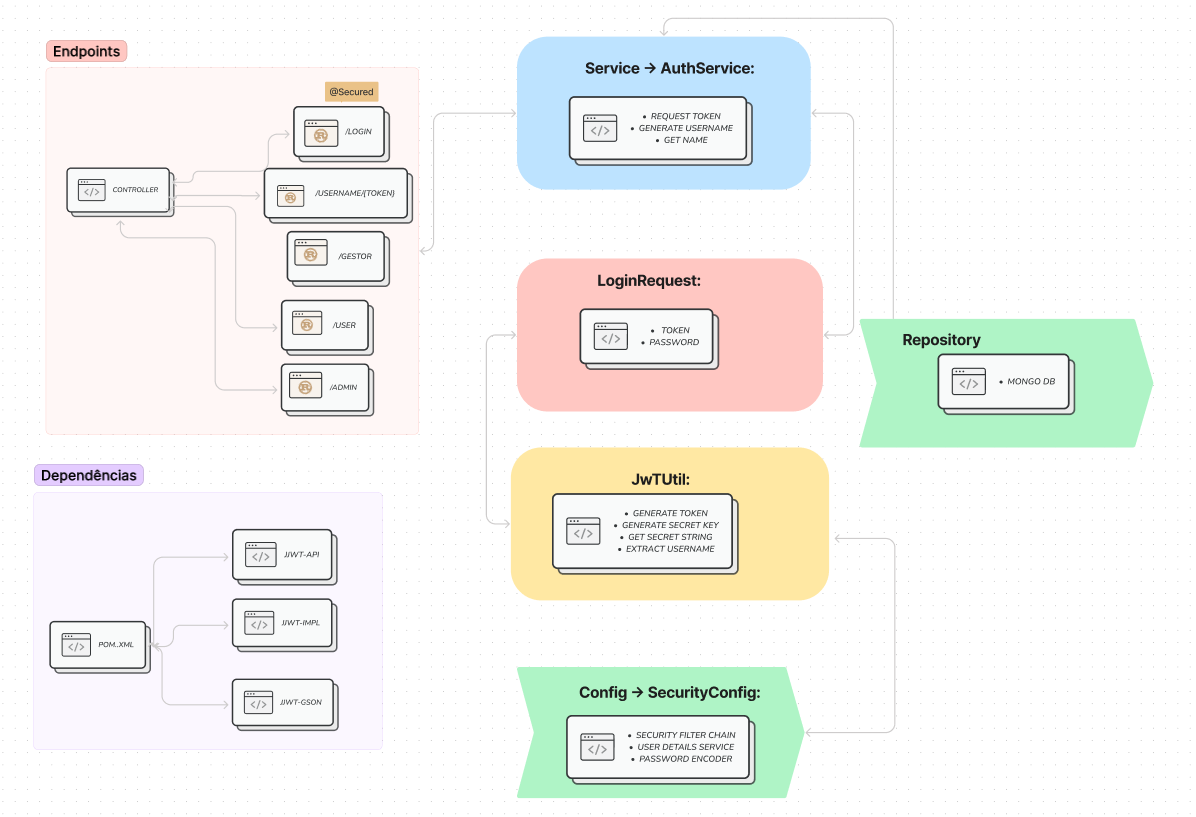 Endpoints
@Secured
/LOGIN
CONTROLLER
/USERNAME/{TOKEN}
/GESTOR
/USER
/ADMIN
Dependências
JJWT-API
JJWT-IMPL
POM..XML
JJWT-GSON
Service → AuthService:
• REQUEST TOKEN
• GENERATE USERNAME
• GET NAME
LoginRequest:
• TOKEN
• PASSWORD
Repository
• MONGO DB
JwTUtil:
• GENERATE TOKEN
• GENERATE SECRET KEY
• GET SECRET STRING
• EXTRACT USERNAME
Config → SecurityConfig:
• SECURITY FILTER CHAIN
• USER DETAILS SERVICE
• PASSWORD ENCODER